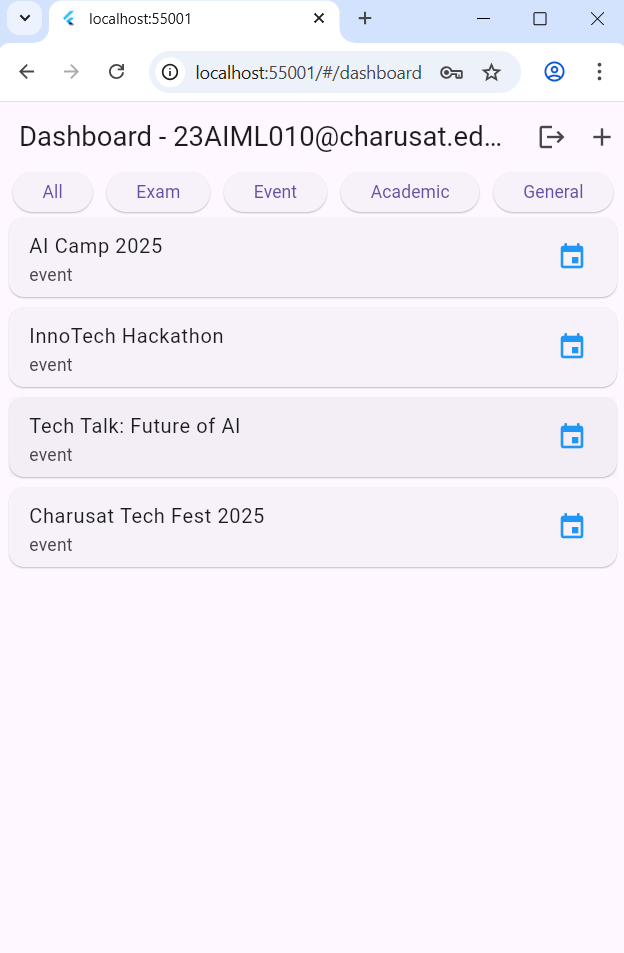 localhost:55001
localhost:55001/#/dashboard
Dashboard - 23AIML010@charusat.ed...
All Exam Event Academic General
AI Camp 2025
event
InnoTech Hackathon
event
Tech Talk: Future of AI
event
Charusat Tech Fest 2025
event